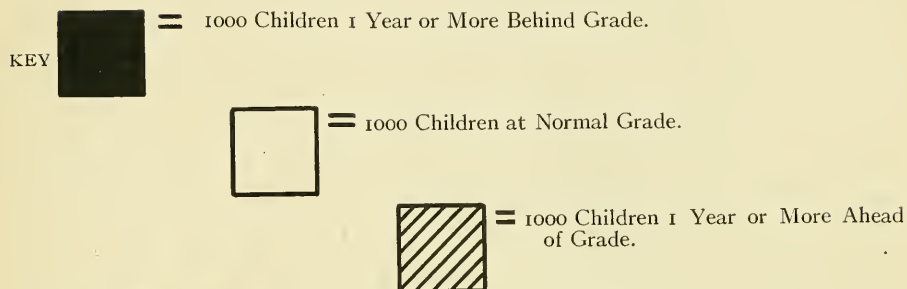 1000 Children 1 Year or More Behind Grade.
KEY
= 1000 Children at Normal Grade.
= 1000 Children 1 Year or More Ahead
of Grade.